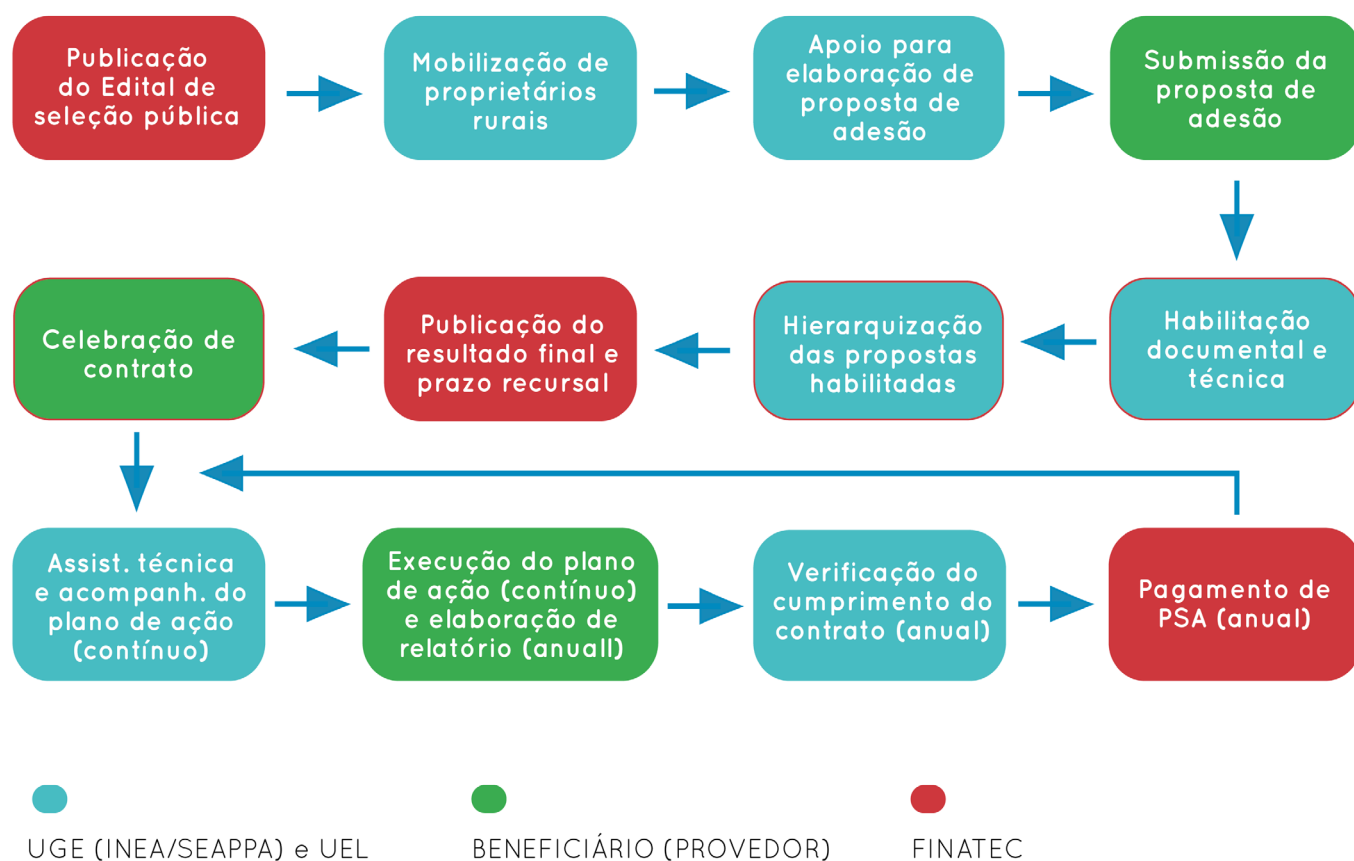 Publicação
do Edital de
seleção pública
Mobilização de
proprietários
rurais
Apoio para
elaboração de
proposta de
adesão
Submissão da
proposta de
adesão
Celebração de
contrato
Publicação do
resultado final e
prazo recursal
Hierarquização
das propostas
habilitadas
Habilitação
documental e
técnica
Assist. técnica
e acompanh. do
plano de ação
(contínuo)
Execução do plano
de ação (contínuo)
e elaboração de
relatório (anuall)
Verificação do
cumprimento do
contrato (anual)
Pagamento de
PSA (anual)
UGE (INEA/SEAPPA) e UEL
BENEFICIÁRIO (PROVEDOR)
FINATEC